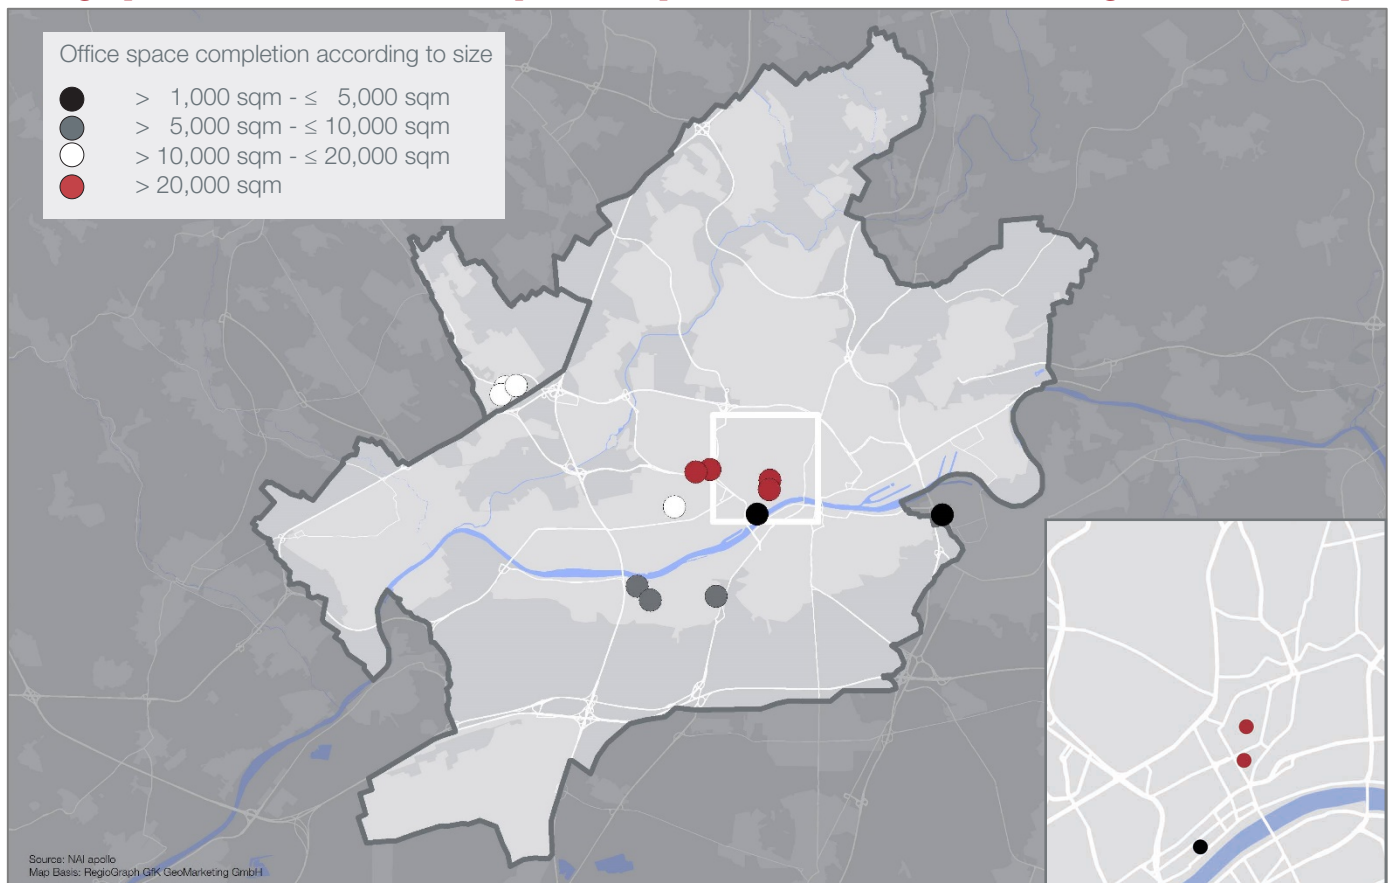 Office space completion according to size
> 1,000 sqm - ≤ 5,000 sqm
> 5,000 sqm - ≤ 10,000 sqm
> 10,000 sqm - ≤ 20,000 sqm
> 20,000 sqm
Source: NAI apollo
Map Basis: RegioGraph GfK GeoMarketing GmbH